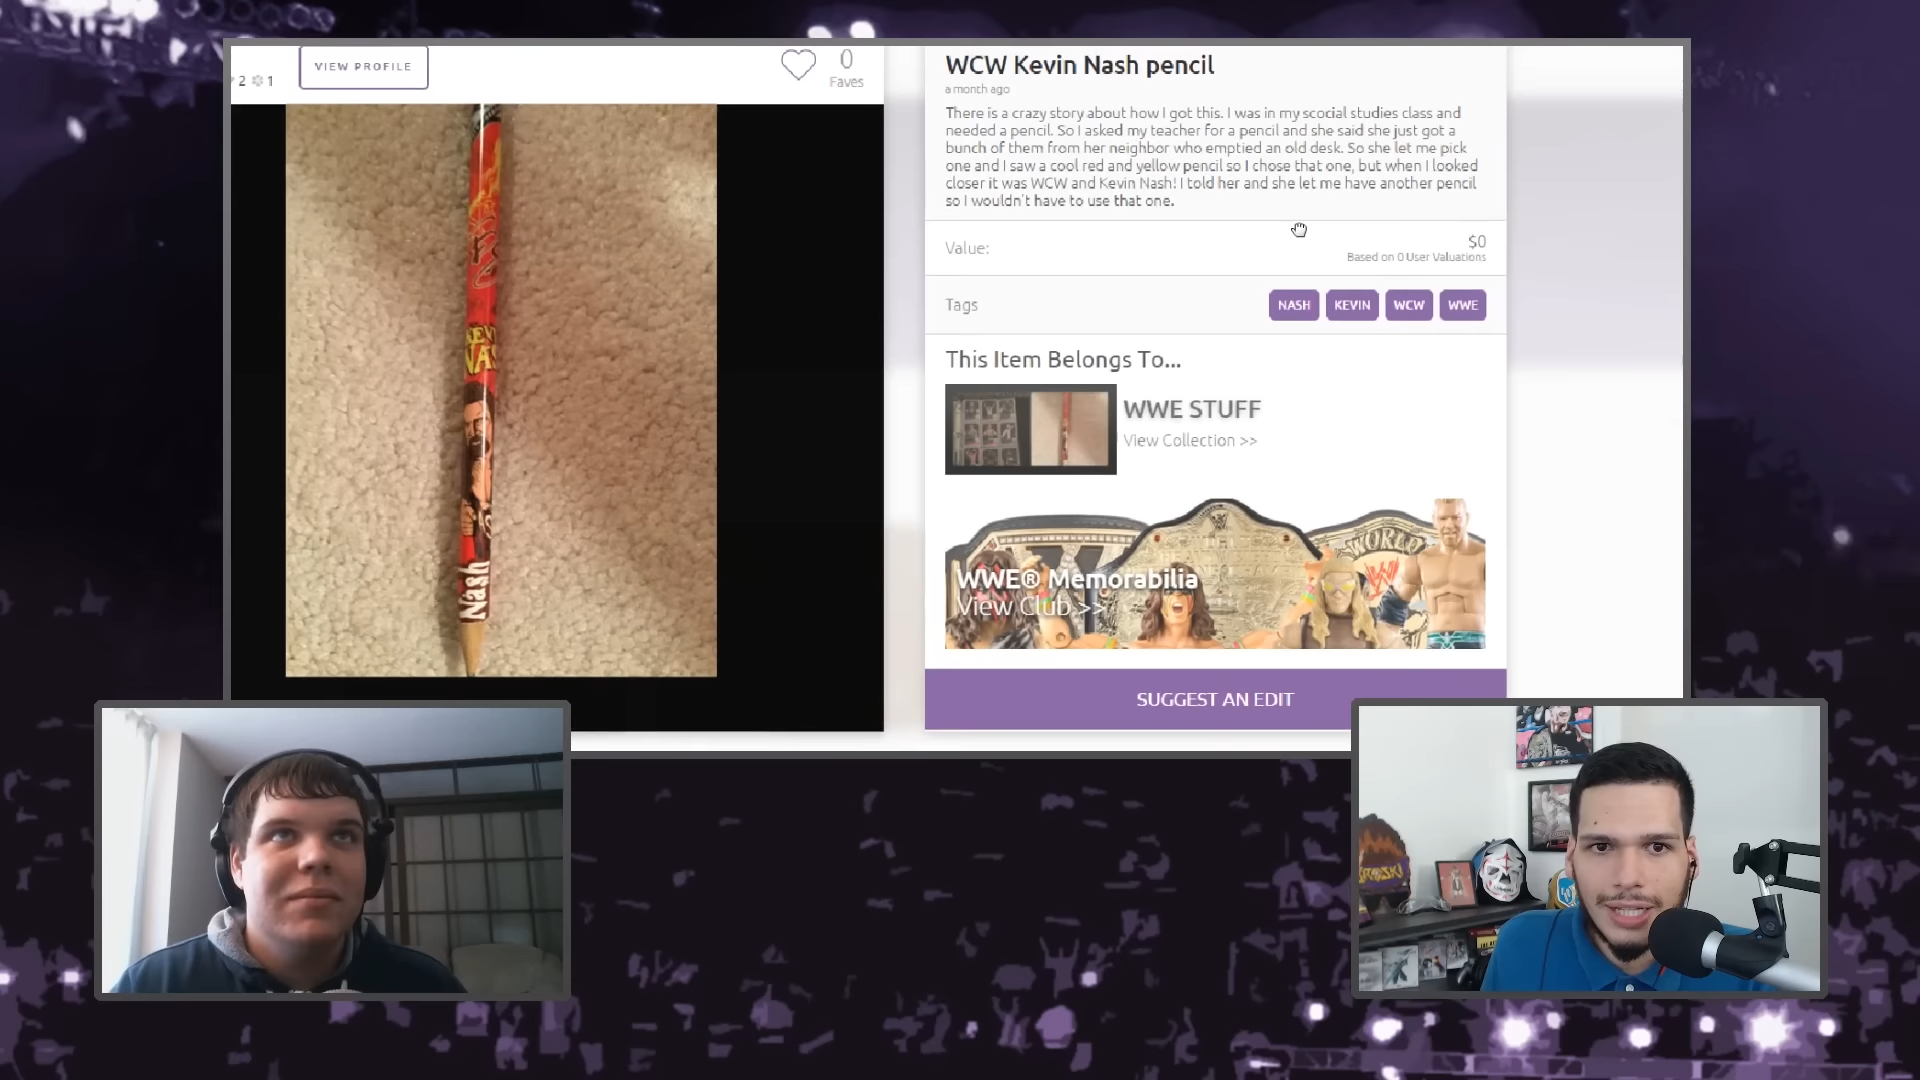 2 1
VIEW PROFILE
0
Faves
KEVIN
NASH
Nash
WCW Kevin Nash pencil
a month ago
There is a crazy story about how I got this. I was in my scocial studies class and
needed a pencil. So I asked my teacher for a pencil and she said she just got a
bunch of them from her neighbor who emptied an old desk. So she let me pick
one and I saw a cool red and yellow pencil so I chose that one, but when I looked
closer it was WCW and Kevin Nash! I told her and she let me have another pencil
so I wouldn't have to use that one.
Value:
$0
Based on 0 User Valuations
Tags
NASH KEVIN WCW WWE
This Item Belongs To...
WWE STUFF
View Collection >>
WORLD
WWE® Memorabilia
View Club >>
SUGGEST AN EDIT